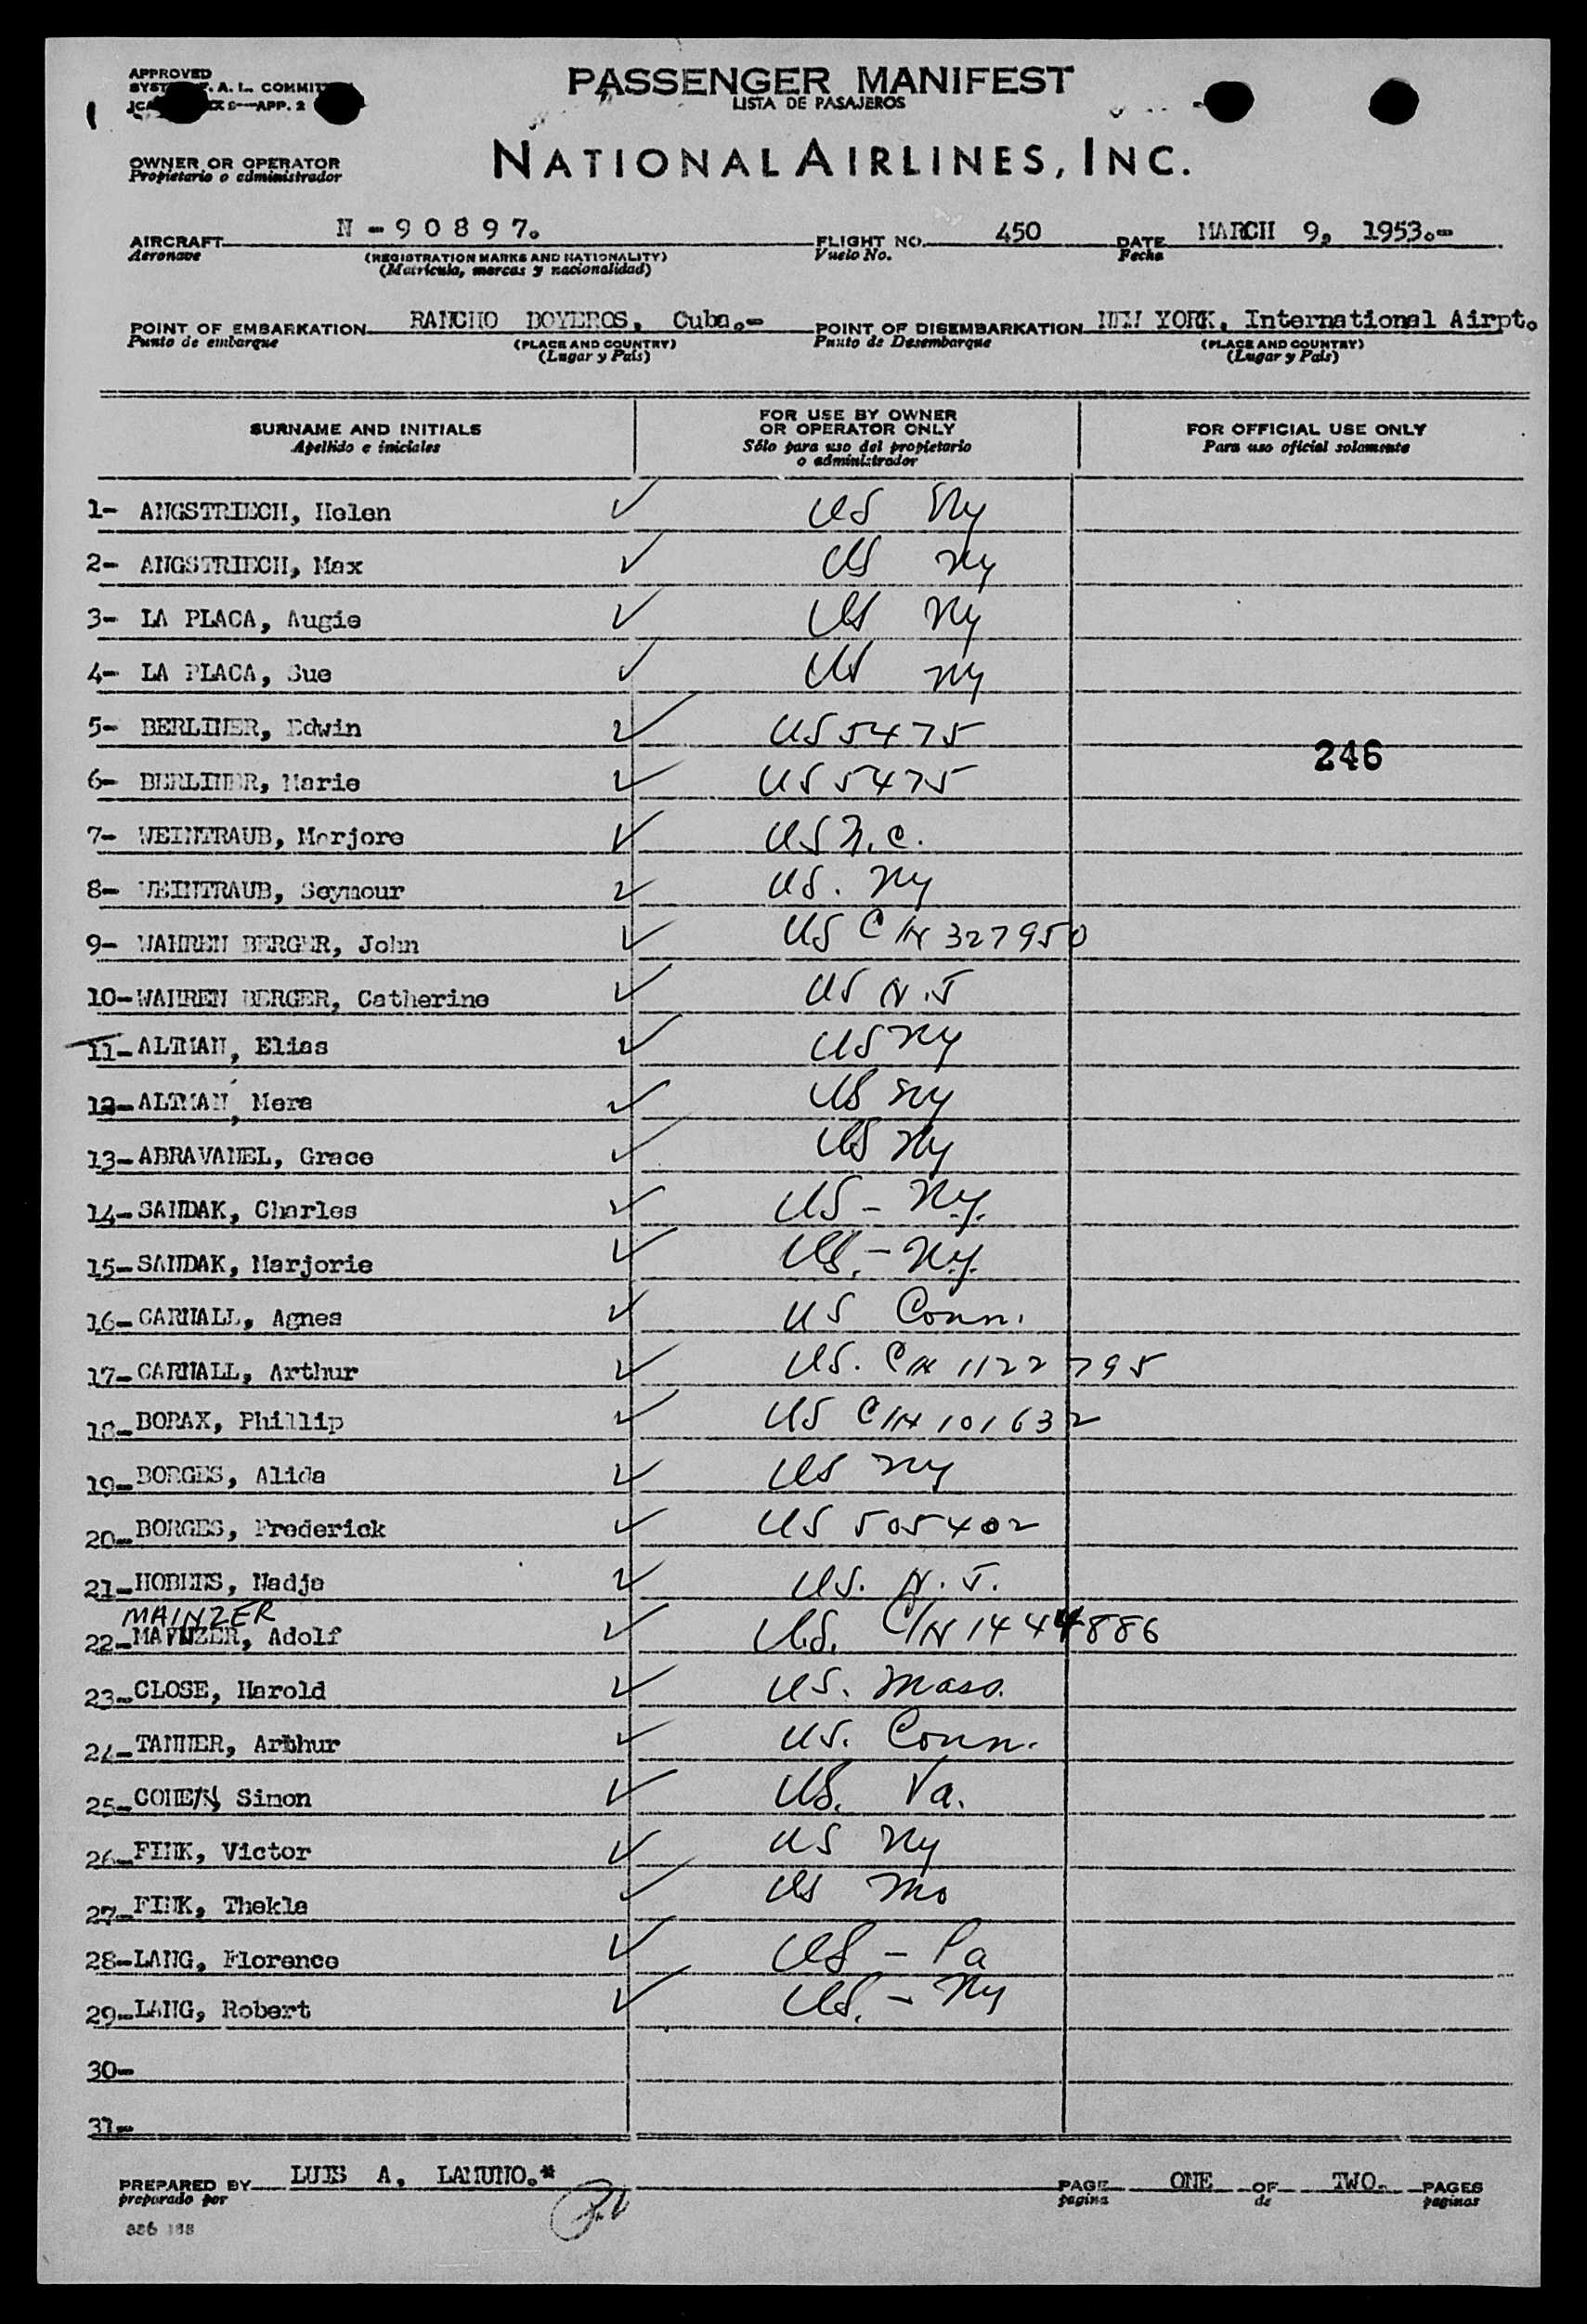 APPROVED
PASSENGER MANIFEST
LISTA DE PASAJEROS
OWNER OR OPERATOR
Propietario o administrador
NATIONAL AIRLINES, INC.
AIRCRAFT N-90897. FLIGHT NO. 450 DATE MARCH 9, 1953.-
Aeronave (REGISTRATION MARKS AND NATIONALITY) Vuelo No. Fecha
(Matricula, marcas y nacionalidad)
POINT OF EMBARKATION RANCHO BOYEROS, Cuba.- POINT OF DISEMBARKATION NEW YORK, International Airpt.
Punto de embarque (PLACE AND COUNTRY) Punto de Desembarque (PLACE AND COUNTRY)
(Lugar y País) (Lugar y País)
SURNAME AND INITIALS FOR USE BY OWNER OR OPERATOR ONLY FOR OFFICIAL USE ONLY
Apellido e iniciales Sólo para uso del propietario o administrador Para uso oficial solamente
1- ANGSTRIECH, Helen ✓ US Ny
2- ANGSTRIECH, Max ✓ US Ny
3- LA PLACA, Augie ✓ US Ny
4- LA PLACA, Sue ✓ US Ny
5- BERLINER, Edwin ✓ US 5475
246
6- BERLINER, Marie ✓ US 5475
7- WEINTRAUB, Marjore ✓ US N.C.
8- WEINTRAUB, Seymour ✓ US. Ny
9- WAHREN BERGER, John ✓ US C/N 327950
10- WAHREN BERGER, Catherine ✓ US N.J
11- ALTMAN, Elias ✓ US Ny
12- ALTMAN, Mera ✓ US Ny
13- ABRAVANEL, Grace ✓ US Ny
14- SANDAK, Charles ✓ US - N.y.
15- SANDAK, Marjorie ✓ US. - N.y.
16- CARNALL, Agnes ✓ US Conn.
17- CARNALL, Arthur ✓ US. C/N 1122795
18- BORAX, Phillip ✓ US C/N 101632
19- BORGES, Alida ✓ US Ny
20- BORGES, Frederick ✓ US 505402
21- Nadja ✓ US. N.J.
MAINZER
22- Adolf ✓ U.S. C/N 1444886
23- CLOSE, Harold ✓ US. Mass.
24- TANNER, Arthur ✓ US. Conn.
25- COHEN, Simon ✓ US. Va.
26- FINK, Victor ✓ US Ny
27- FINK, Thekla ✓ US Mo
28- LANG, Florence ✓ US - Pa
29- LANG, Robert ✓ US. - Ny
30-
31-
PREPARED BY LUIS A. PAGE ONE OF TWO. PAGES
preparado por pagina de paginas